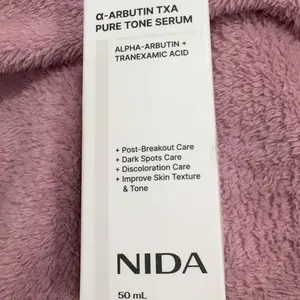 α-ARBUTIN TXA
PURE TONE SERUM
ALPHA-ARBUTIN +
TRANEXAMIC ACID
+ Post-Breakout Care
+ Dark Spots Care
+ Discoloration Care
+ Improve Skin Texture
& Tone
NIDA
50 mL